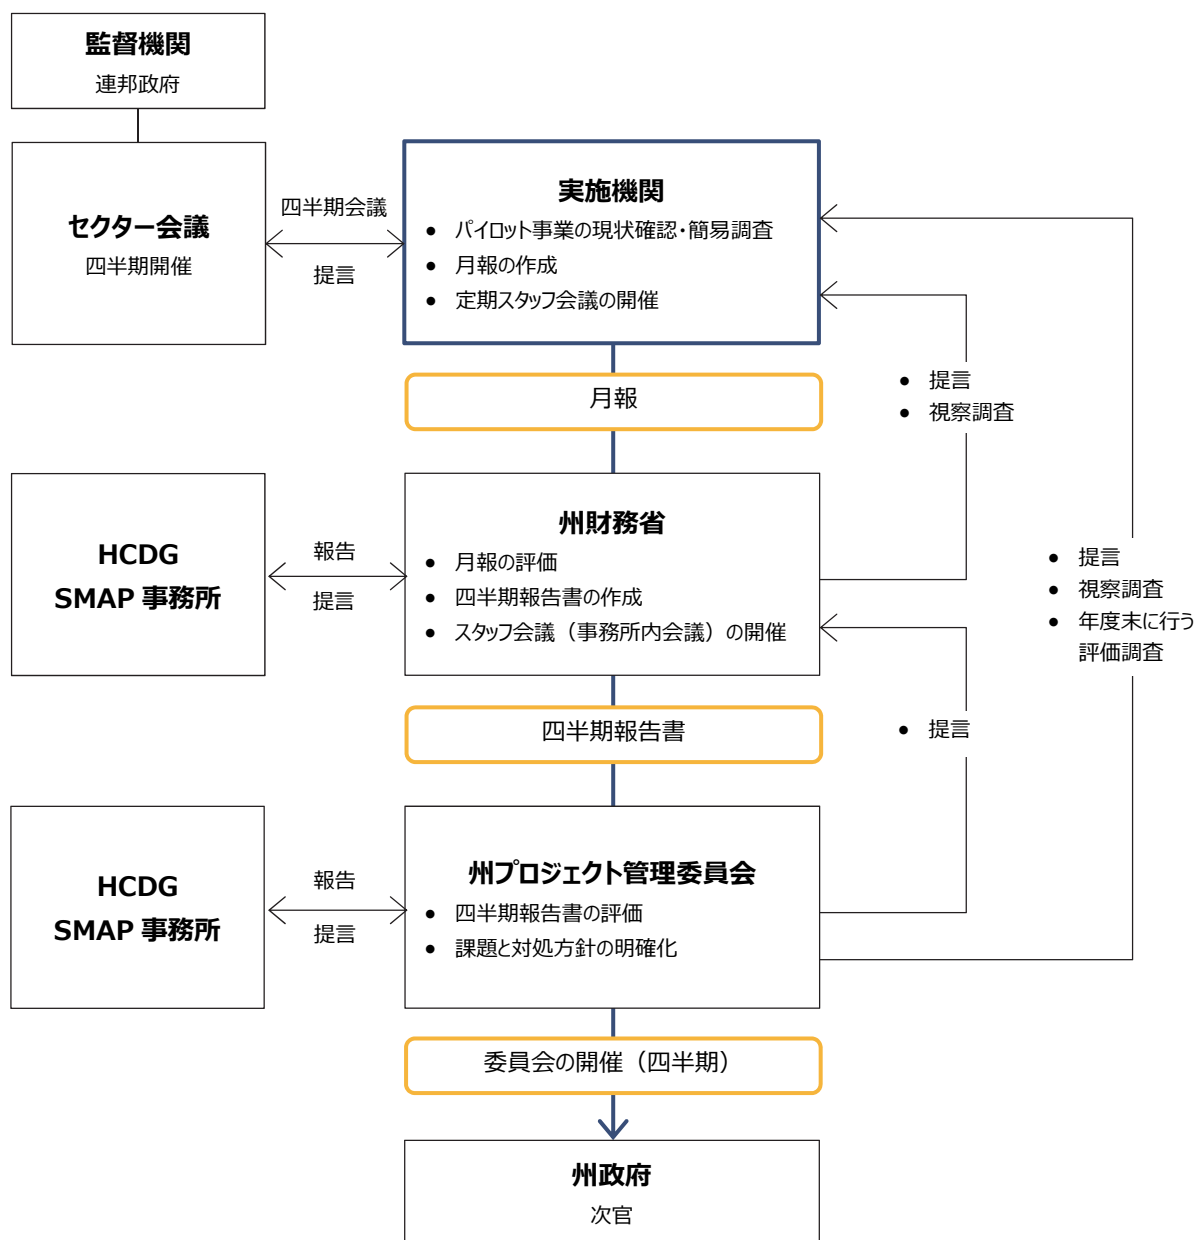 監督機関
連邦政府
セクター会議
四半期開催
四半期会議
提言
実施機関
● パイロット事業の現状確認・簡易調査
● 月報の作成
● 定期スタッフ会議の開催
月報
● 提言
● 視察調査
HCDG
SMAP 事務所
報告
提言
州財務省
● 月報の評価
● 四半期報告書の作成
● スタッフ会議（事務所内会議）の開催
● 提言
● 視察調査
● 年度末に行う
評価調査
四半期報告書
● 提言
HCDG
SMAP 事務所
報告
提言
州プロジェクト管理委員会
● 四半期報告書の評価
● 課題と対処方針の明確化
委員会の開催（四半期）
州政府
次官